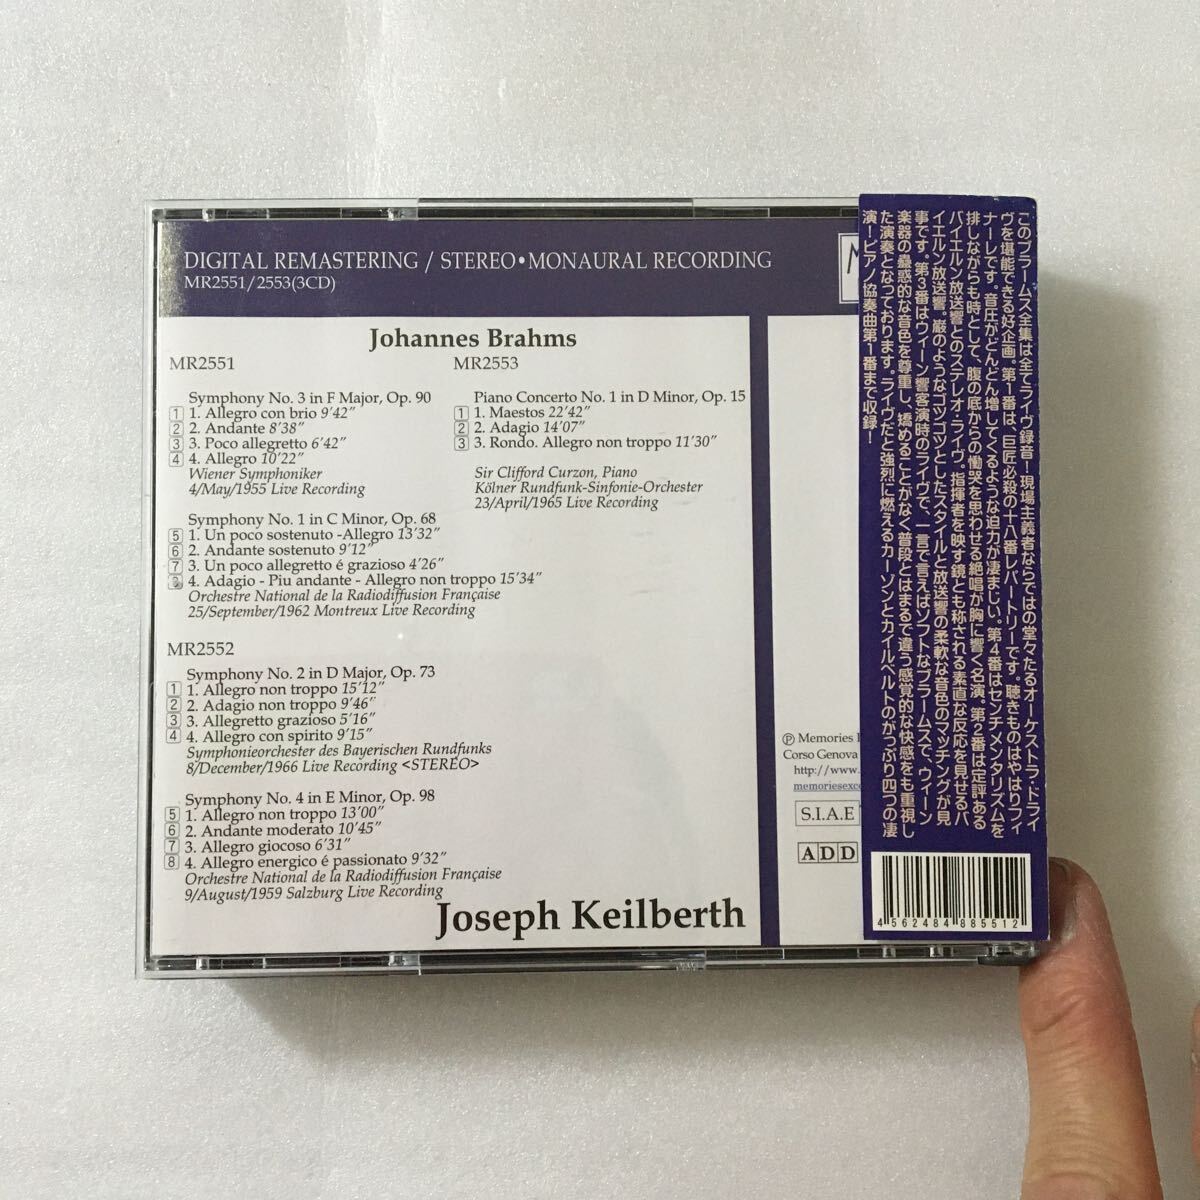 DIGITAL REMASTERING / STEREO • MONAURAL RECORDING
MR2551/2553(3CD)
Johannes Brahms
MR2551
Symphony No. 3 in F Major, Op. 90
1 1. Allegro con brio 9'42"
2 2. Andante 8'38"
3 3. Poco allegretto 6'42"
4 4. Allegro 10'22"
Wiener Symphoniker
4/May/1955 Live Recording
Symphony No. 1 in C Minor, Op. 68
5 1. Un poco sostenuto -Allegro 13'32"
6 2. Andante sostenuto 9'12"
7 3. Un poco allegretto é grazioso 4'26"
8 4. Adagio - Piu andante - Allegro non troppo 15'34"
Orchestre National de la Radiodiffusion Française
25/September/1962 Montreux Live Recording
MR2552
Symphony No. 2 in D Major, Op. 73
1 1. Allegro non troppo 15'12"
2 2. Adagio non troppo 9'46"
3 3. Allegretto grazioso 5'16"
4 4. Allegro con spirito 9'15"
Symphonieorchester des Bayerischen Rundfunks
8/December/1966 Live Recording <STEREO>
Symphony No. 4 in E Minor, Op. 98
5 1. Allegro non troppo 13'00"
6 2. Andante moderato 10'45"
7 3. Allegro giocoso 6'31"
8 4. Allegro energico é passionato 9'32"
Orchestre National de la Radiodiffusion Française
9/August/1959 Salzburg Live Recording
MR2553
Piano Concerto No. 1 in D Minor, Op. 15
1 1. Maestos 22'42"
2 2. Adagio 14'07"
3 3. Rondo. Allegro non troppo 11'30"
Sir Clifford Curzon, Piano
Kölner Rundfunk-Sinfonie-Orchester
23/April/1965 Live Recording
Joseph Keilberth
Ⓟ Memories
Corso Genova
http://www.
memoriesexc
S.I.A.E
ADD
このブラームス全集は全てライヴ録音！現場主義者ならではの堂々たるオーケストラ・ドライ
ヴを堪能できる好企画。第1番は、巨匠必殺の十八番レパートリーです。聴きものはやはりフィ
ナーレです。音圧がどんどん増してくるような迫力が凄まじい。第4番はセンチメンタリズムを
排しながらも時として、腹の底からの慟哭を思わせる絶唱が胸に響く名演。第2番は定評ある
バイエルン放送響とのステレオ・ライヴ。指揮者を映す鏡とも称される素直な反応を見せるバ
イエルン放送響。巌のようなゴツゴツとしたスタイルと放送響の柔軟な音色のマッチングが見
事です。第3番はウィーン響客演時のライヴで、一言で言えばソフトなブラームスで、ウィーン
楽器の蠱惑的な音色を尊重し、矯めることがなく普段とはまるで違う感覚的な快感をも重視し
た演奏となっております。ライヴだと強烈に燃えるカーゾンとカイルベルトのがっぷり四つの凄
演！ピアノ協奏曲第1番まで収録！
4562484885512